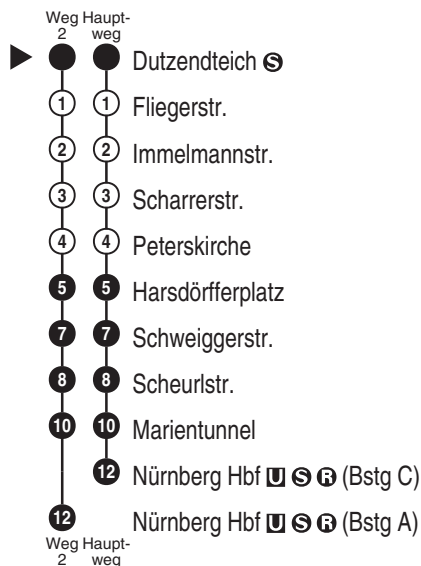 Weg Haupt-
2 weg
Dutzendteich S
1 1 Fliegerstr.
2 2 Immelmannstr.
3 3 Scharrerstr.
4 4 Peterskirche
5 5 Harsdörfferplatz
7 7 Schweiggerstr.
8 8 Scheurlstr.
10 10 Marientunnel
12 Nürnberg Hbf U S R (Bstg C)
12 Nürnberg Hbf U S R (Bstg A)
Weg Haupt-
2 weg